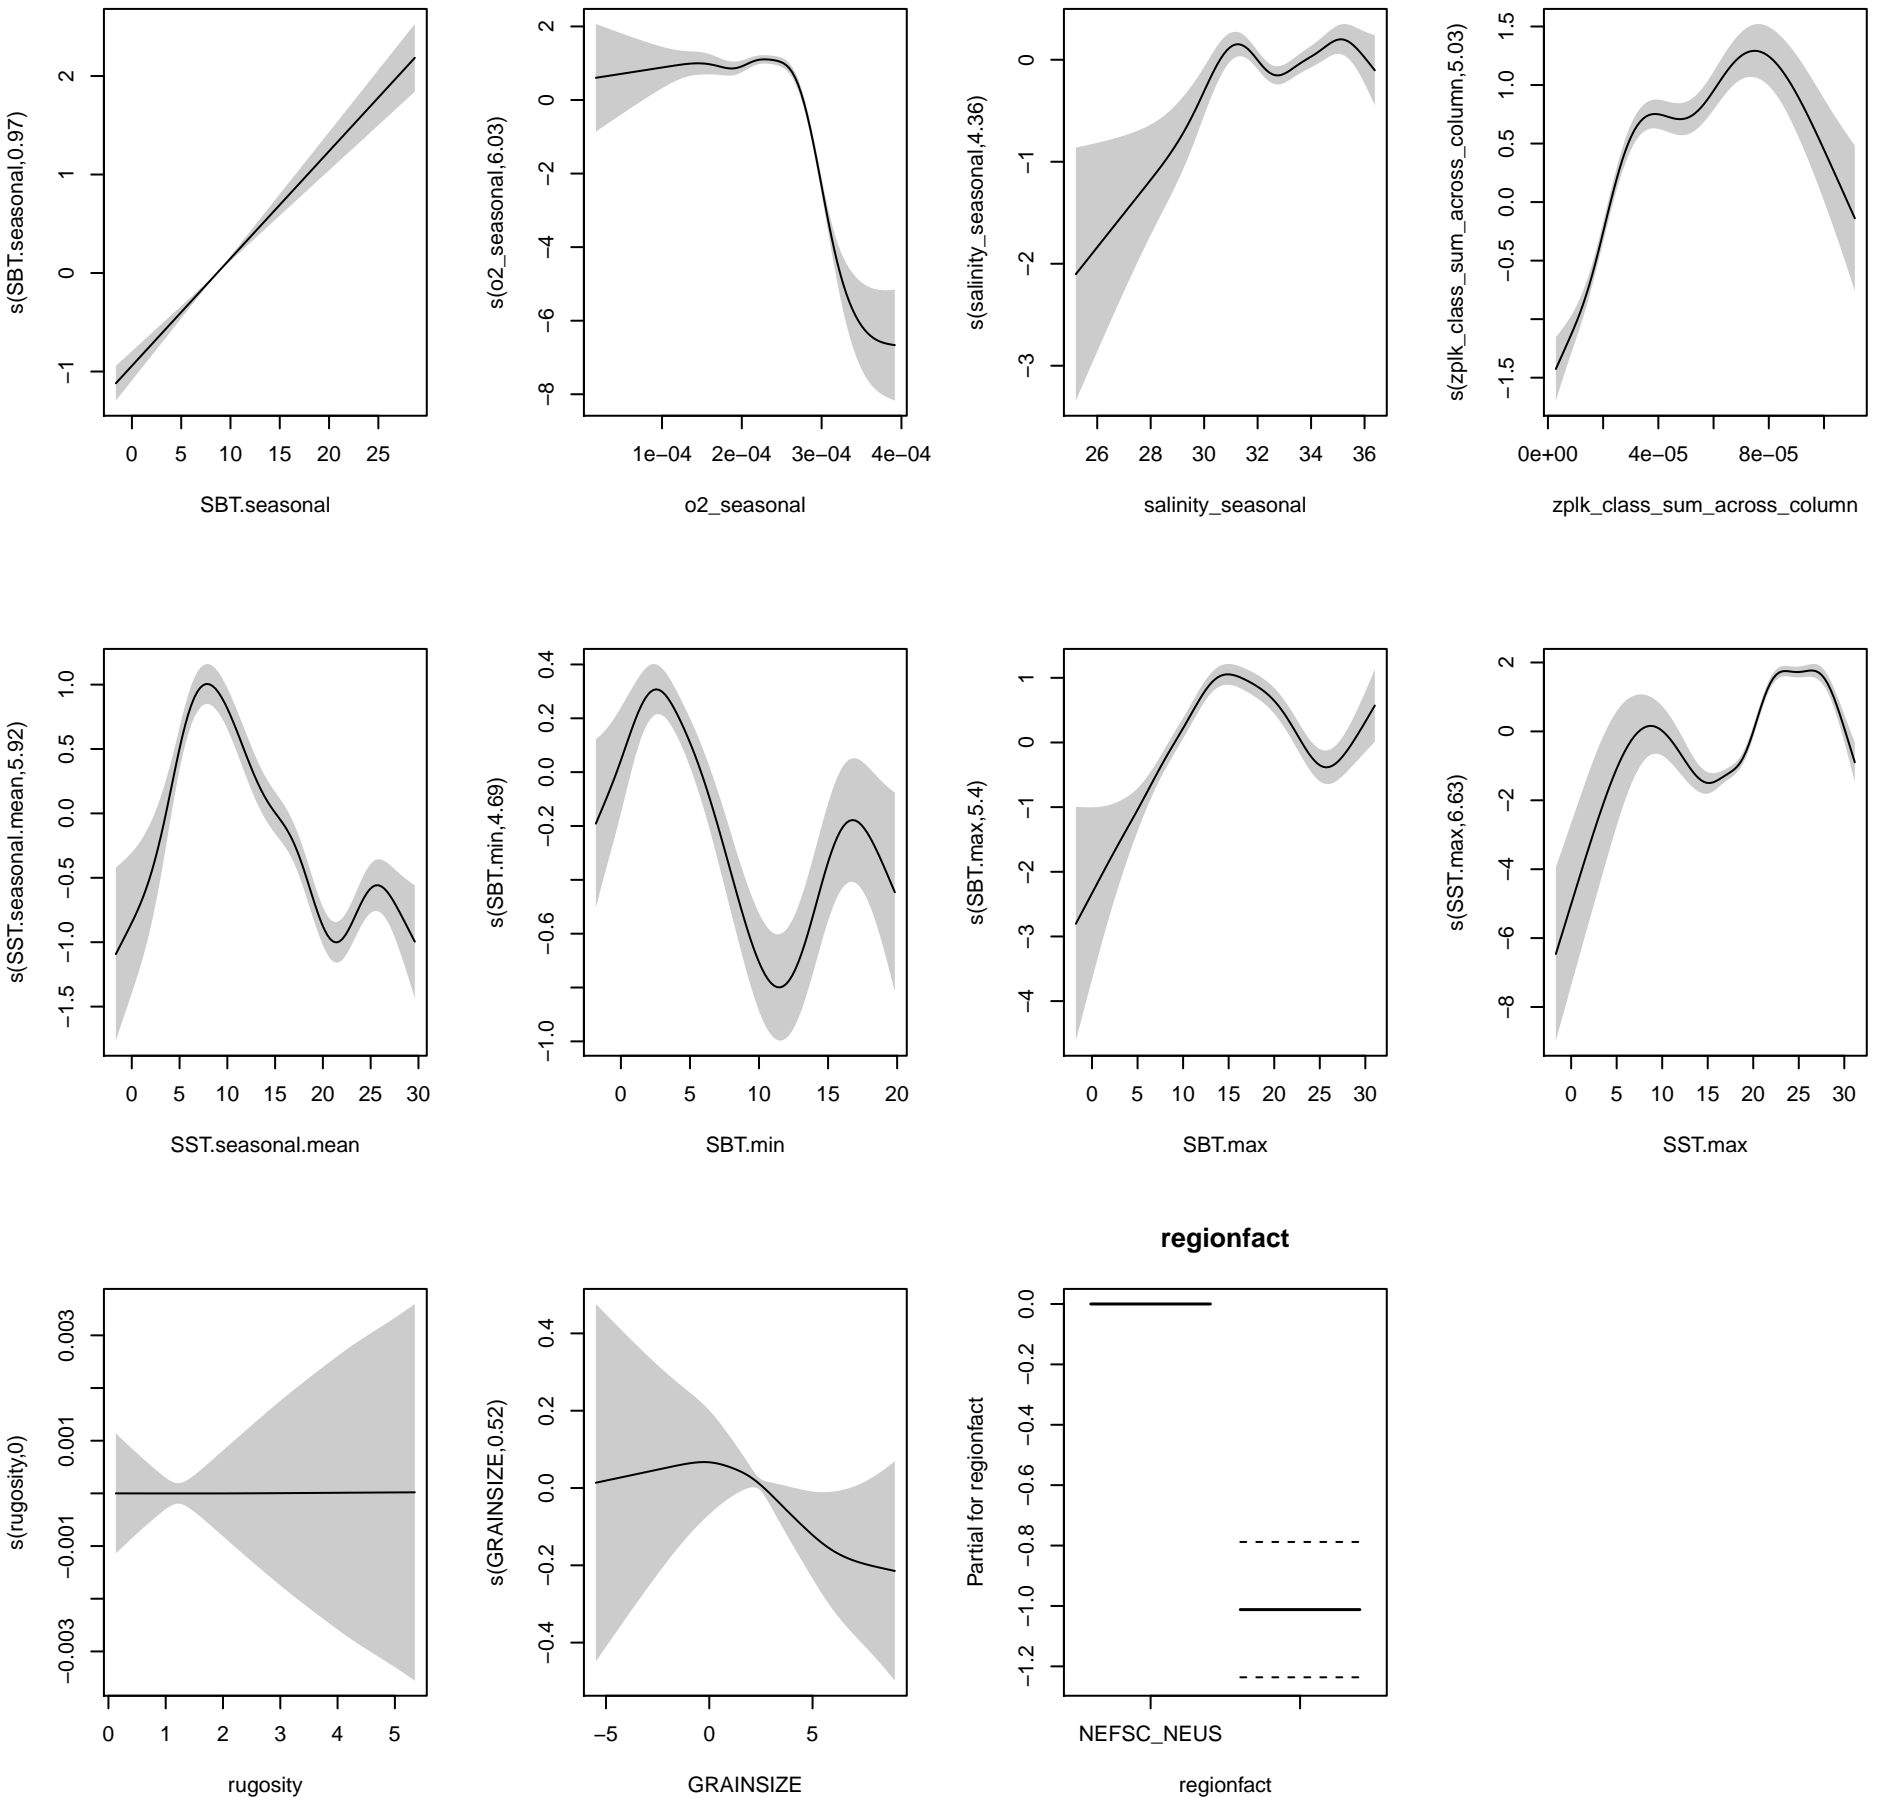 s(SBT.seasonal,0.97)
−1 0 1 2
0 5 10 15 20 25
SBT.seasonal
s(o2_seasonal,6.03)
−8 −6 −4 −2 0 2
1e−04 2e−04 3e−04 4e−04
o2_seasonal
s(salinity_seasonal,4.36)
−3 −2 −1 0
26 28 30 32 34 36
salinity_seasonal
s(zplk_class_sum_across_column,5.03)
−1.5 −0.5 0.0 0.5 1.0 1.5
0e+00 4e−05 8e−05
zplk_class_sum_across_column
s(SST.seasonal.mean,5.92)
−1.5 −1.0 −0.5 0.0 0.5 1.0
0 5 10 15 20 25 30
SST.seasonal.mean
s(SBT.min,4.69)
−1.0 −0.6 −0.2 0.0 0.2 0.4
0 5 10 15 20
SBT.min
s(SBT.max,5.4)
−4 −3 −2 −1 0 1
0 5 10 15 20 25 30
SBT.max
s(SST.max,6.63)
−8 −6 −4 −2 0 2
0 5 10 15 20 25 30
SST.max
s(rugosity,0)
−0.003 −0.001 0.001 0.003
0 1 2 3 4 5
rugosity
s(GRAINSIZE,0.52)
−0.4 −0.2 0.0 0.2 0.4
−5 0 5
GRAINSIZE
regionfact
Partial for regionfact
−1.2 −1.0 −0.8 −0.6 −0.4 −0.2 0.0
NEFSC_NEUS
regionfact